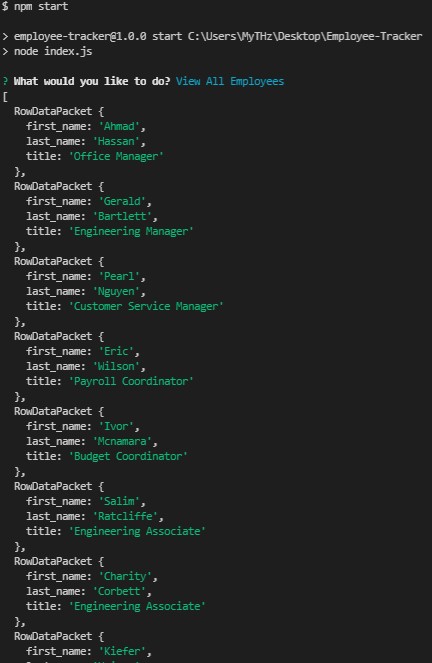 $ npm start
> employee-tracker@1.0.0 start C:\Users\MyTHz\Desktop\Employee-Tracker
> node index.js
? What would you like to do? View All Employees
[
  RowDataPacket {
    first_name: 'Ahmad',
    last_name: 'Hassan',
    title: 'Office Manager'
  },
  RowDataPacket {
    first_name: 'Gerald',
    last_name: 'Bartlett',
    title: 'Engineering Manager'
  },
  RowDataPacket {
    first_name: 'Pearl',
    last_name: 'Nguyen',
    title: 'Customer Service Manager'
  },
  RowDataPacket {
    first_name: 'Eric',
    last_name: 'Wilson',
    title: 'Payroll Coordinator'
  },
  RowDataPacket {
    first_name: 'Ivor',
    last_name: 'Mcnamara',
    title: 'Budget Coordinator'
  },
  RowDataPacket {
    first_name: 'Salim',
    last_name: 'Ratcliffe',
    title: 'Engineering Associate'
  },
  RowDataPacket {
    first_name: 'Charity',
    last_name: 'Corbett',
    title: 'Engineering Associate'
  },
  RowDataPacket {
    first_name: 'Kiefer',